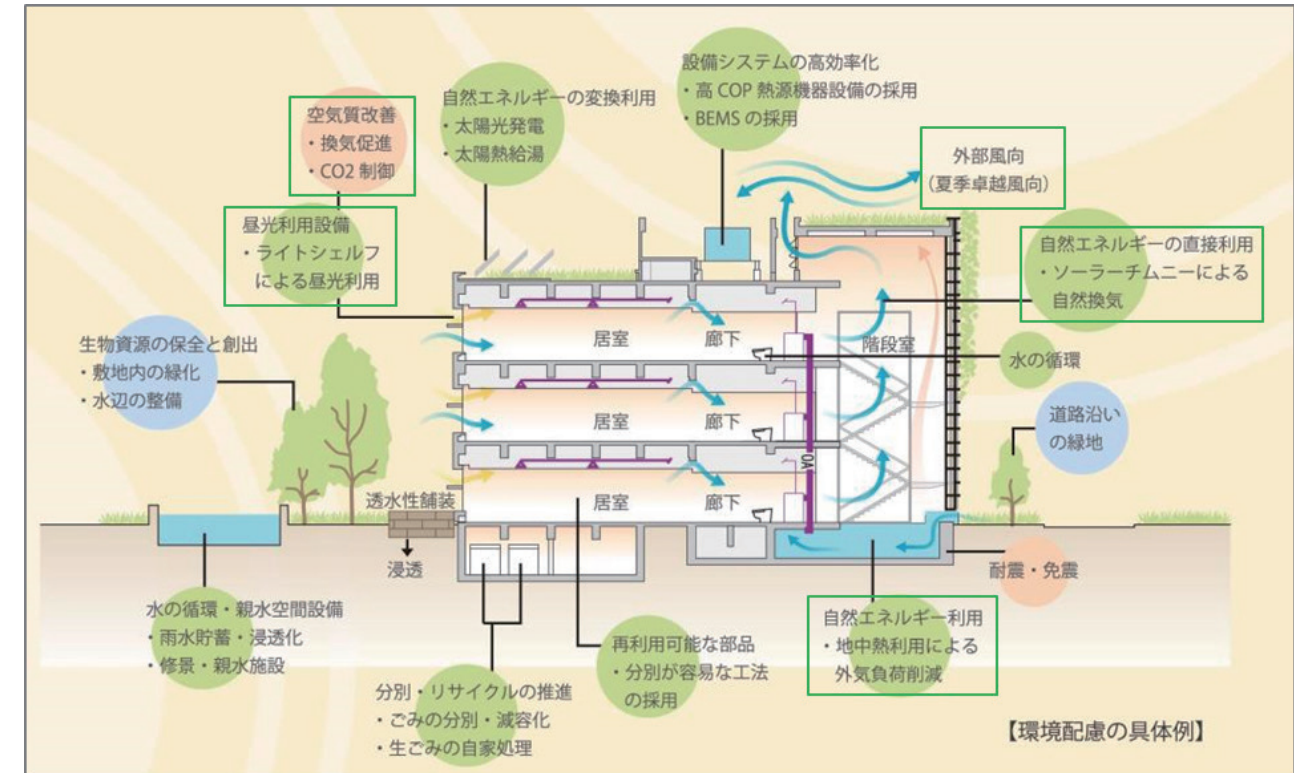 設備システムの高効率化
・高 COP 熱源機器設備の採用
・BEMS の採用
自然エネルギーの変換利用
・太陽光発電
・太陽熱給湯
空気質改善
・換気促進
・CO2 制御
外部風向
（夏季卓越風向）
昼光利用設備
・ライトシェルフ
による昼光利用
自然エネルギーの直接利用
・ソーラーチムニーによる
自然換気
生物資源の保全と創出
・敷地内の緑化
・水辺の整備
居室
廊下
階段室
水の循環
居室
廊下
道路沿い
の緑地
OA
居室
廊下
透水性舗装
浸透
耐震・免震
水の循環・親水空間設備
・雨水貯蓄・浸透化
・修景・親水施設
自然エネルギー利用
・地中熱利用による
外気負荷削減
再利用可能な部品
・分別が容易な工法
の採用
分別・リサイクルの推進
・ごみの分別・減容化
・生ごみの自家処理
【環境配慮の具体例】